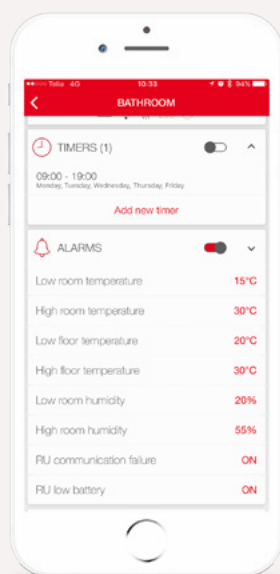 Telia 4G 10.33 94%
BATHROOM
TIMERS (1)
09:00 - 19:00
Monday, Tuesday, Wednesday, Thursday, Friday
Add new timer
ALARMS
Low room temperature 15°C
High room temperature 30°C
Low floor temperature 20°C
High floor temperature 30°C
Low room humidity 20%
High room humidity 55%
RU communication failure ON
RU low battery ON